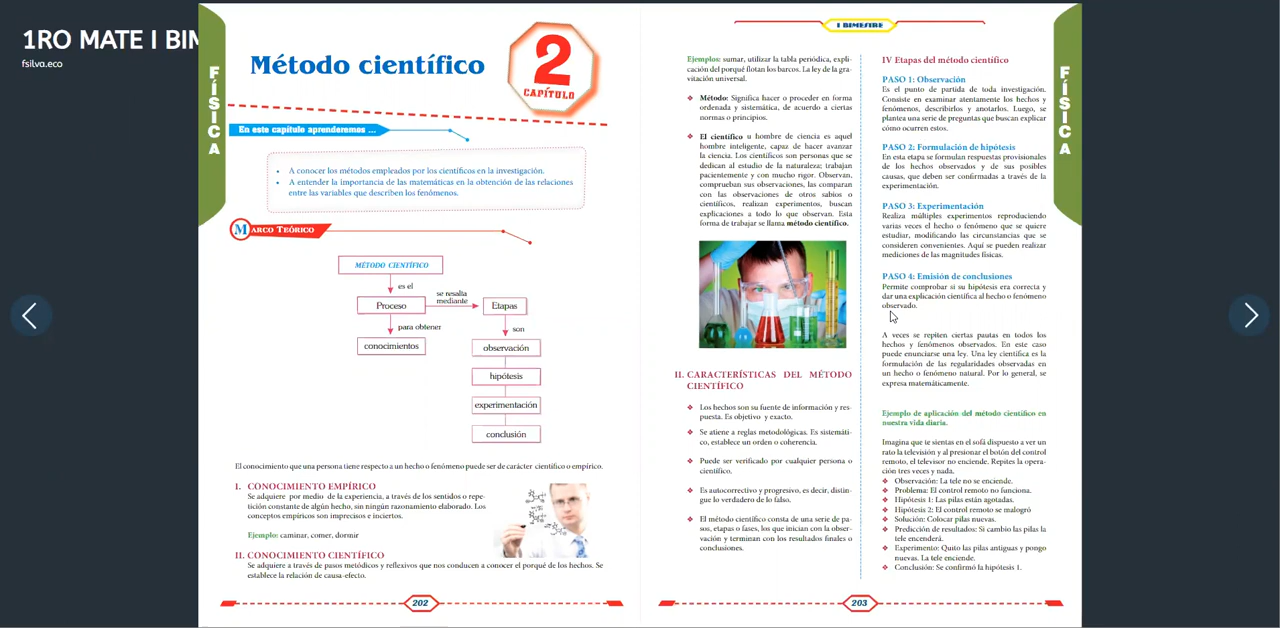 1RO MATE I BIM
fsilva.eco
FÍSICA
Método científico
2
CAPÍTULO
En este capítulo aprenderemos ...
• A conocer los métodos empleados por los científicos en la investigación.
• A entender la importancia de las matemáticas en la obtención de las relaciones
entre las variables que describen los fenómenos.
MARCO TEÓRICO
MÉTODO CIENTÍFICO
es el
Proceso
se resalta
mediante
Etapas
para obtener
son
conocimientos
observación
hipótesis
experimentación
conclusión
El conocimiento que una persona tiene respecto a un hecho o fenómeno puede ser de carácter científico o empírico.
I. CONOCIMIENTO EMPÍRICO
Se adquiere por medio de la experiencia, a través de los sentidos o repe-
tición constante de algún hecho, sin ningún razonamiento elaborado. Los
conceptos empíricos son imprecisos e inciertos.
Ejemplo: caminar, comer, dormir
II. CONOCIMIENTO CIENTÍFICO
Se adquiere a través de pasos metódicos y reflexivos que nos conducen a conocer el porqué de los hechos. Se
establece la relación de causa-efecto.
202
I BIMESTRE
Ejemplos: sumar, utilizar la tabla periódica, expli-
cación del porqué flotan los barcos. La ley de la gra-
vitación universal.
❖ Método: Significa hacer o proceder en forma
ordenada y sistemática, de acuerdo a ciertas
normas o principios.
❖ El científico u hombre de ciencia es aquel
hombre inteligente, capaz de hacer avanzar
la ciencia. Los científicos son personas que se
dedican al estudio de la naturaleza; trabajan
pacientemente y con mucho rigor. Observan,
comprueban sus observaciones, las comparan
con las observaciones de otros sabios o
científicos, realizan experimentos, buscan
explicaciones a todo lo que observan. Esta
forma de trabajar se llama método científico.
II. CARACTERÍSTICAS DEL MÉTODO
CIENTÍFICO
❖ Los hechos son su fuente de información y res-
puesta. Es objetivo y exacto.
❖ Se atiene a reglas metodológicas. Es sistemáti-
co, establece un orden o coherencia.
❖ Puede ser verificado por cualquier persona o
científico.
❖ Es autocorrectivo y progresivo, es decir, distin-
gue lo verdadero de lo falso.
❖ El método científico consta de una serie de pa-
sos, etapas o fases, los que inician con la obser-
vación y terminan con los resultados finales o
conclusiones.
IV Etapas del método científico
PASO 1: Observación
Es el punto de partida de toda investigación.
Consiste en examinar atentamente los hechos y
fenómenos, describirlos y anotarlos. Luego, se
plantea una serie de preguntas que buscan explicar
cómo ocurren estos.
PASO 2: Formulación de hipótesis
En esta etapa se formulan respuestas provisionales
de los hechos observados y de sus posibles
causas, que deben ser confirmadas a través de la
experimentación.
PASO 3: Experimentación
Realiza múltiples experimentos reproduciendo
varias veces el hecho o fenómeno que se quiere
estudiar, modificando las circunstancias que se
consideren convenientes. Aquí se pueden realizar
mediciones de las magnitudes físicas.
PASO 4: Emisión de conclusiones
Permite comprobar si su hipótesis era correcta y
dar una explicación científica al hecho o fenómeno
observado.
A veces se repiten ciertas pautas en todos los
hechos y fenómenos observados. En este caso
puede enunciarse una ley. Una ley científica es la
formulación de las regularidades observadas en
un hecho o fenómeno natural. Por lo general, se
expresa matemáticamente.
Ejemplo de aplicación del método científico en
nuestra vida diaria.
Imagina que te sientas en el sofá dispuesto a ver un
rato la televisión y al presionar el botón del control
remoto, el televisor no enciende. Repites la opera-
ción tres veces y nada.
❖ Observación: La tele no se enciende.
❖ Problema: El control remoto no funciona.
❖ Hipótesis 1: Las pilas están agotadas.
❖ Hipótesis 2: El control remoto se malogró
❖ Solución: Colocar pilas nuevas.
❖ Predicción de resultados: Si cambio las pilas la
tele encenderá.
❖ Experimento: Quito las pilas antiguas y pongo
nuevas. La tele enciende.
❖ Conclusión: Se confirmó la hipótesis 1.
203
FÍSICA